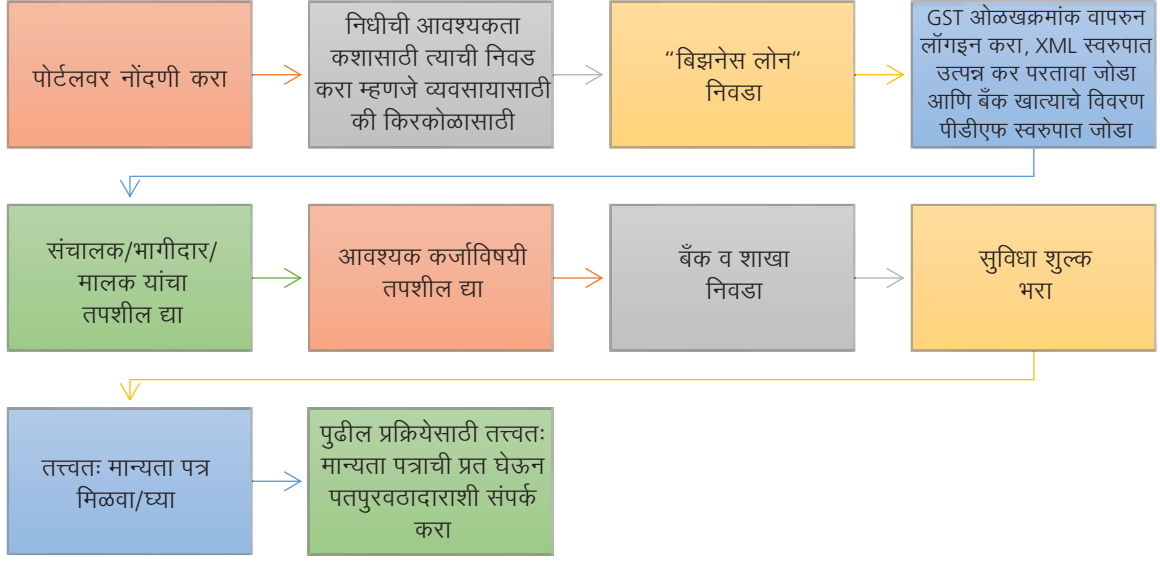 पोर्टलवर नोंदणी करा
निधीची आवश्यकता
कशासाठी त्याची निवड
करा म्हणजे व्यवसायासाठी
की किरकोळासाठी
“बिझनेस लोन“
निवडा
GST ओळखक्रमांक वापरुन
लॉगइन करा, XML स्वरुपात
उत्पन्न कर परतावा जोडा
आणि बँक खात्याचे विवरण
पीडीएफ स्वरुपात जोडा
संचालक/भागीदार/
मालक यांचा
तपशील द्या
आवश्यक कर्जाविषयी
तपशील द्या
बँक व शाखा
निवडा
सुविधा शुल्क
भरा
तत्त्वतः मान्यता पत्र
मिळवा/घ्या
पुढील प्रक्रियेसाठी तत्त्वतः
मान्यता पत्राची प्रत घेऊन
पतपुरवठादाराशी संपर्क
करा